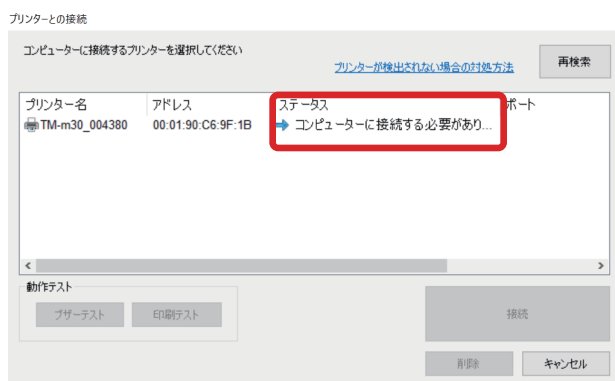 プリンターとの接続
コンピューターに接続するプリンターを選択してください
プリンターが検出されない場合の対処方法
再検索
プリンター名 アドレス ステータス ポート
TM-m30_004380 00:01:90:C6:9F:1B コンピューターに接続する必要があり...
動作テスト
ブザーテスト 印刷テスト 接続
削除 キャンセル